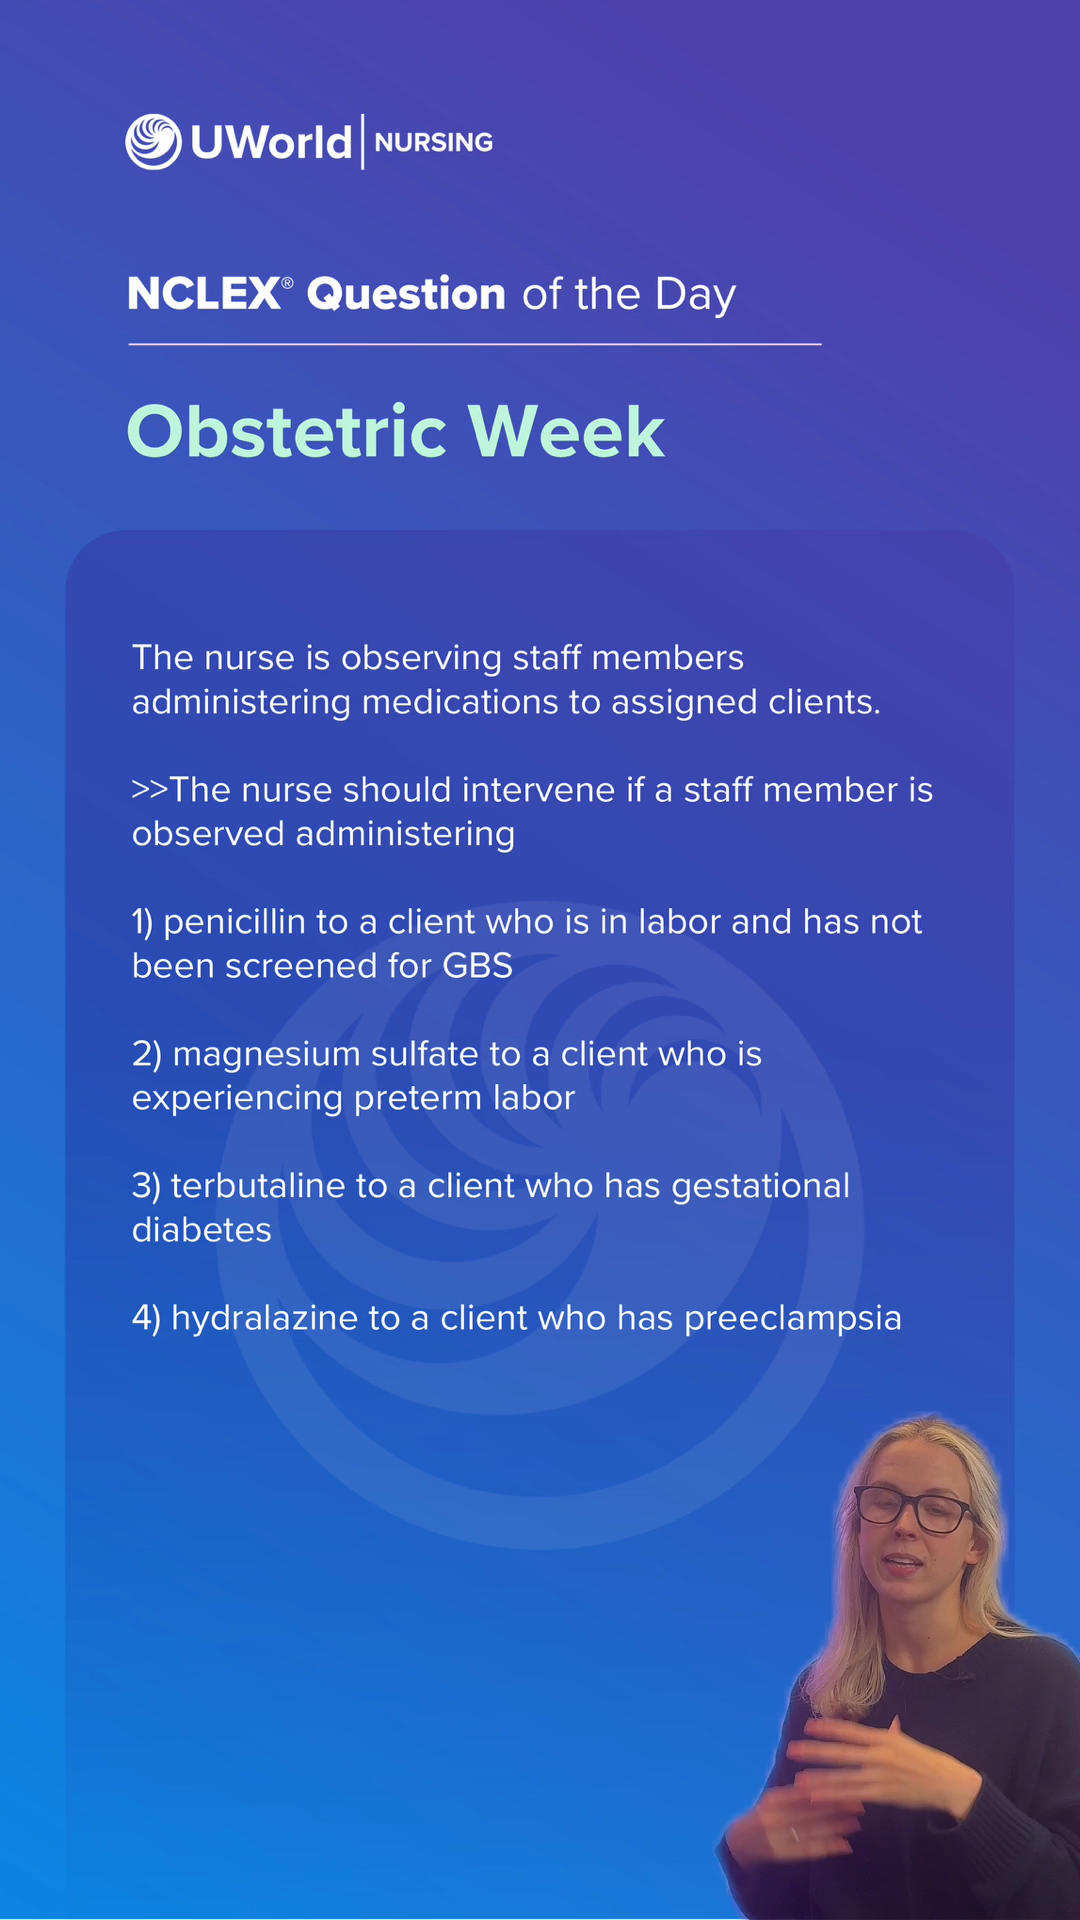 UWorld | NURSING
NCLEX® Question of the Day
Obstetric Week
The nurse is observing staff members
administering medications to assigned clients.
>>The nurse should intervene if a staff member is
observed administering
1) penicillin to a client who is in labor and has not
been screened for GBS
2) magnesium sulfate to a client who is
experiencing preterm labor
3) terbutaline to a client who has gestational
diabetes
4) hydralazine to a client who has preeclampsia